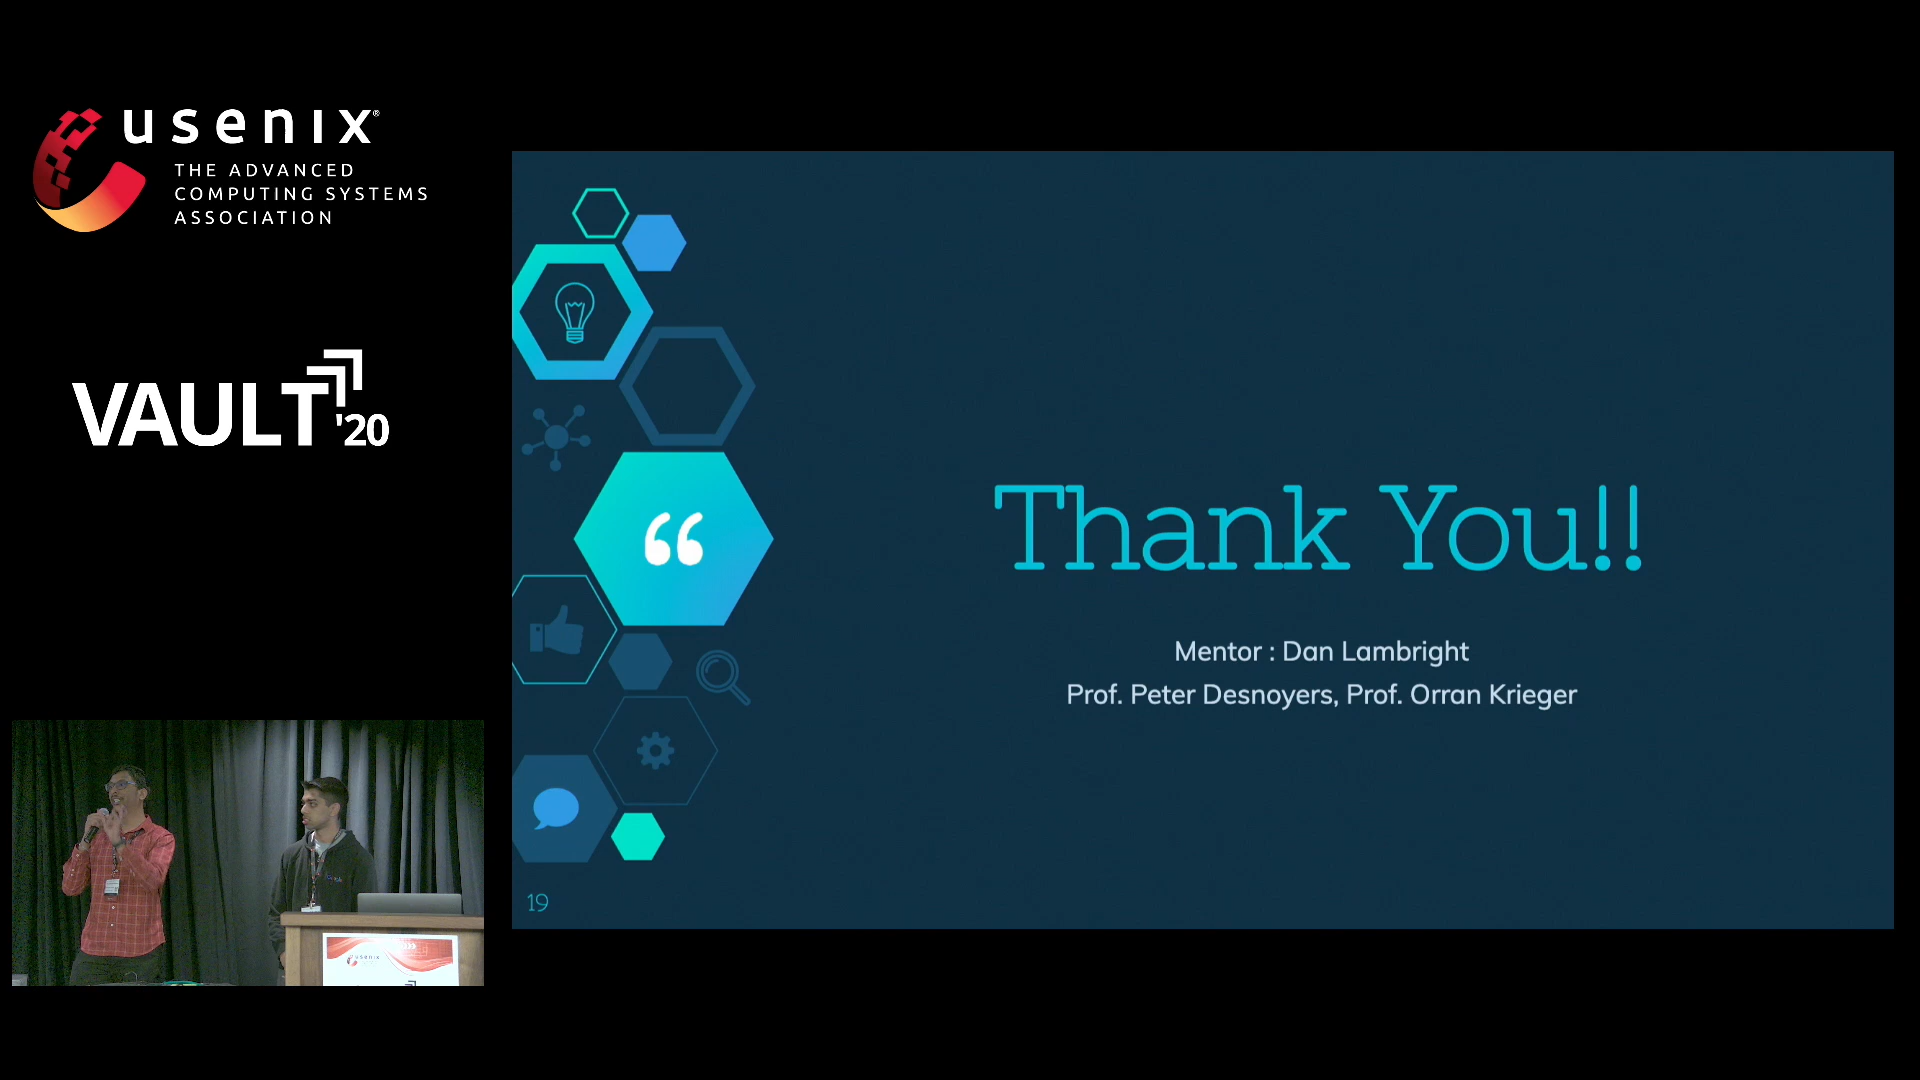 usenix®
THE ADVANCED
COMPUTING SYSTEMS
ASSOCIATION
VAULT '20
Thank You!!
Mentor : Dan Lambright
Prof. Peter Desnoyers, Prof. Orran Krieger
19
usenix